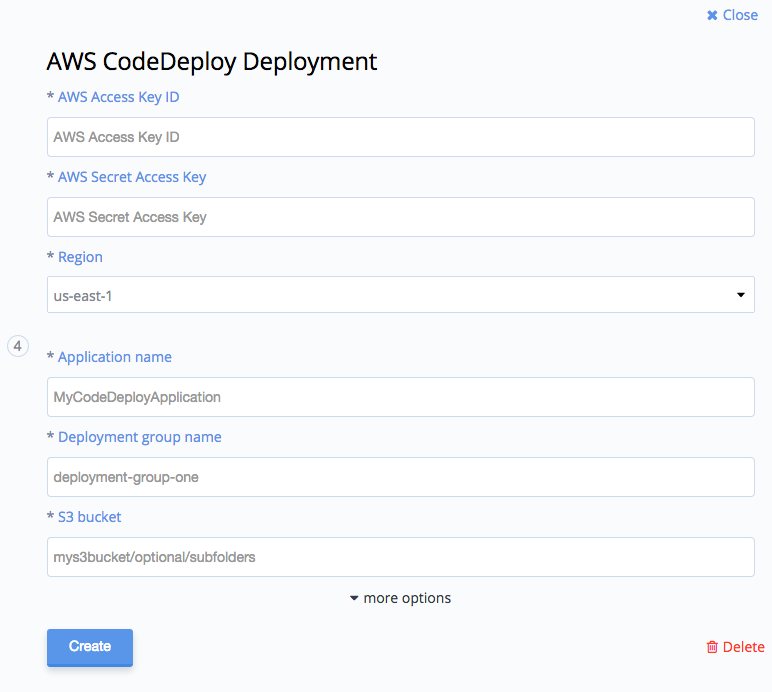 Close
AWS CodeDeploy Deployment
* AWS Access Key ID
AWS Access Key ID
* AWS Secret Access Key
AWS Secret Access Key
* Region
us-east-1
4
* Application name
MyCodeDeployApplication
* Deployment group name
deployment-group-one
* S3 bucket
mys3bucket/optional/subfolders
more options
Create
Delete